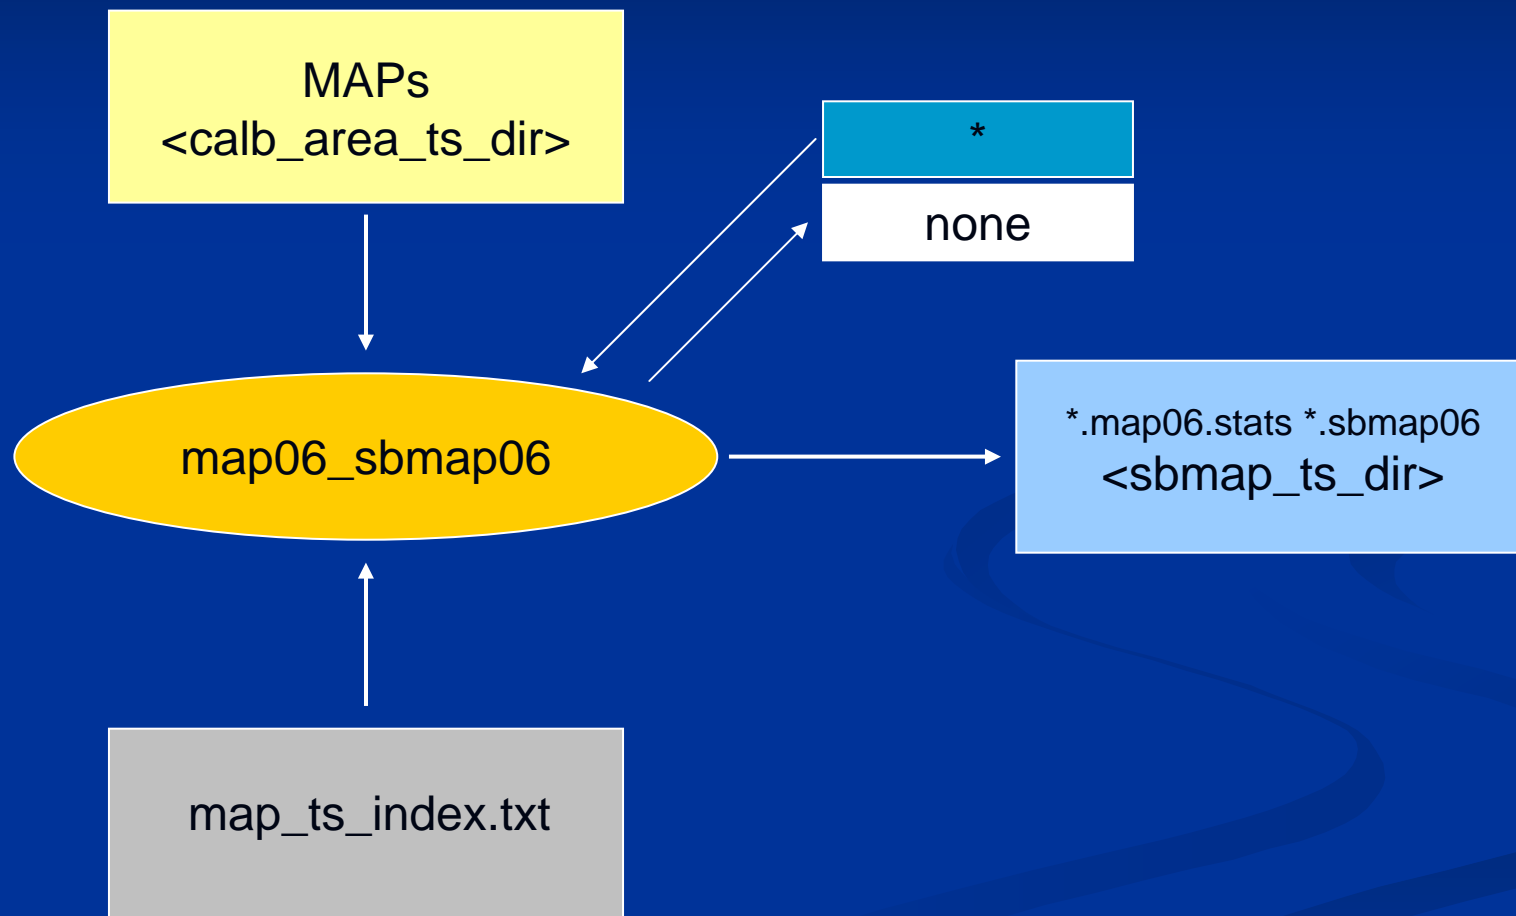 MAPs
<calb_area_ts_dir>
*
none
map06_sbmap06
*.map06.stats *.sbmap06
<sbmap_ts_dir>
map_ts_index.txt